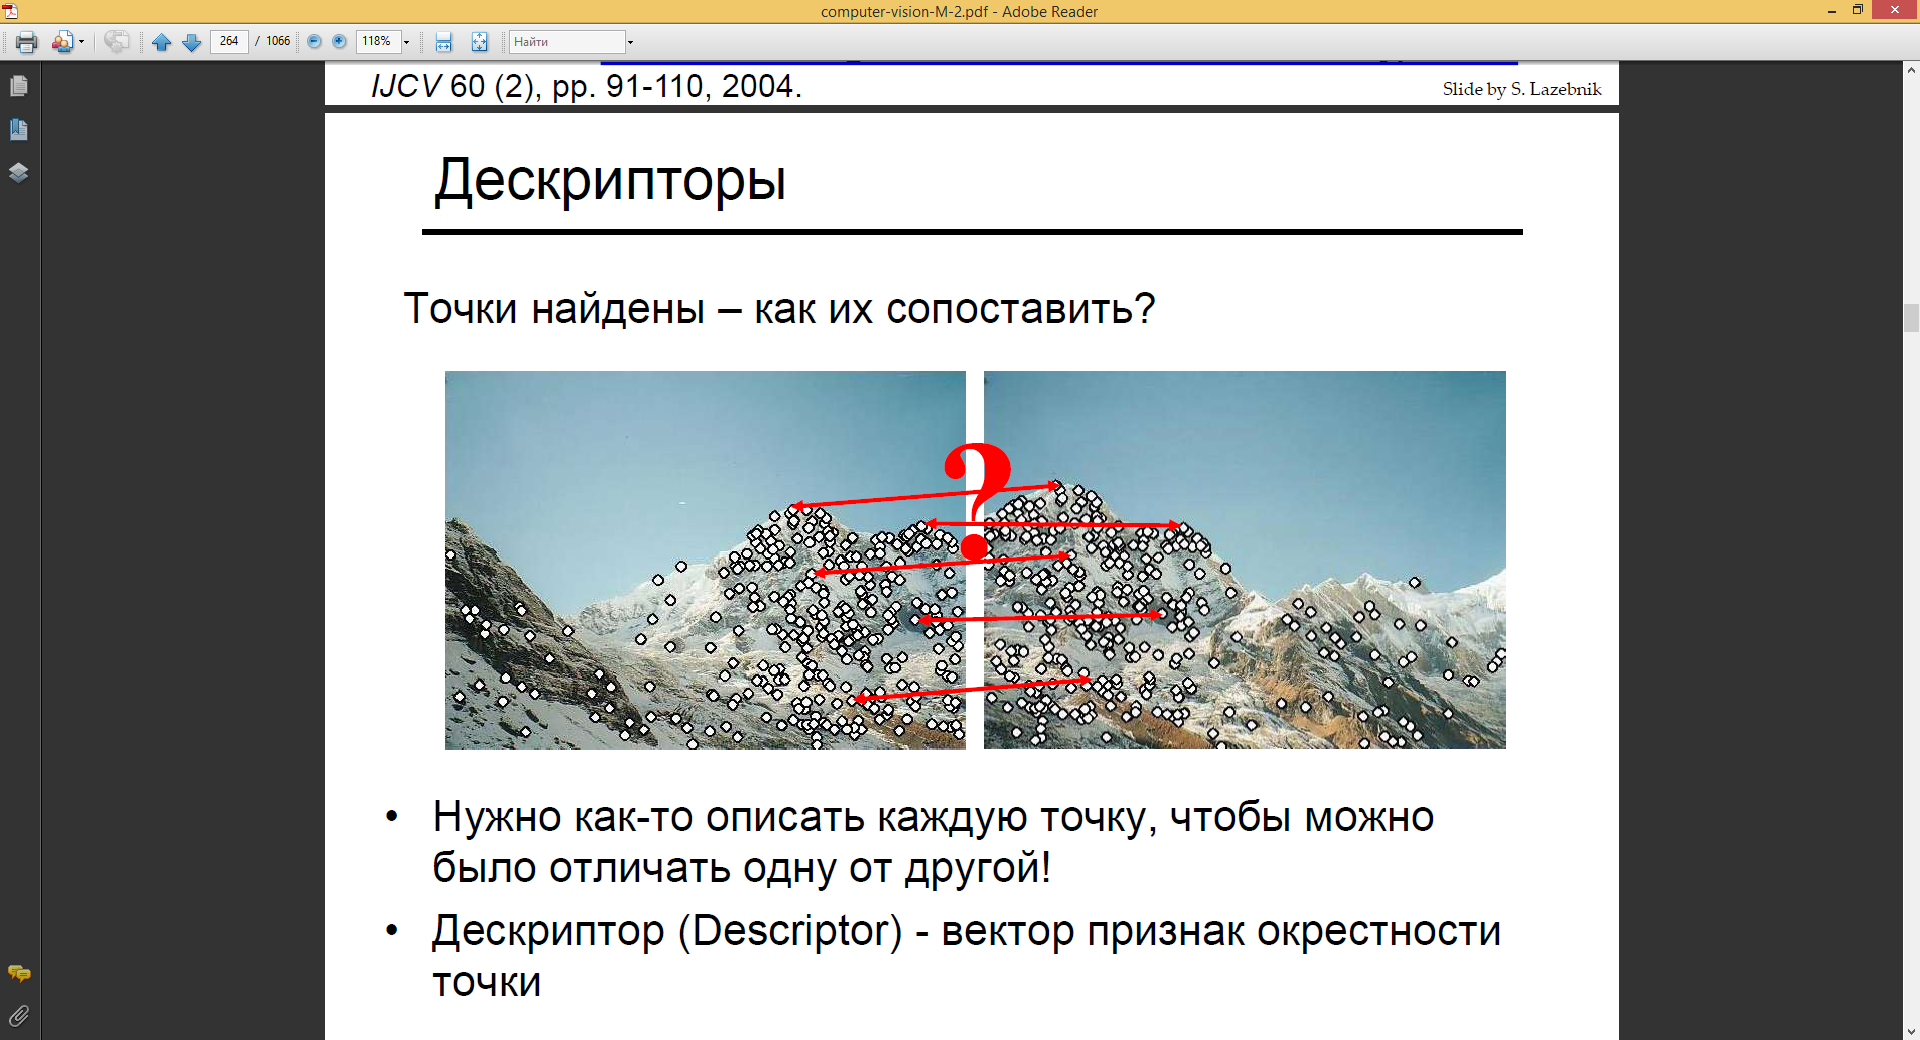 computer-vision-M-2.pdf - Adobe Reader
264 / 1066 118% Найти
IJCV 60 (2), pp. 91-110, 2004.
Slide by S. Lazebnik
Дескрипторы
Точки найдены – как их сопоставить?
?
• Нужно как-то описать каждую точку, чтобы можно
было отличать одну от другой!
• Дескриптор (Descriptor) - вектор признак окрестности
точки